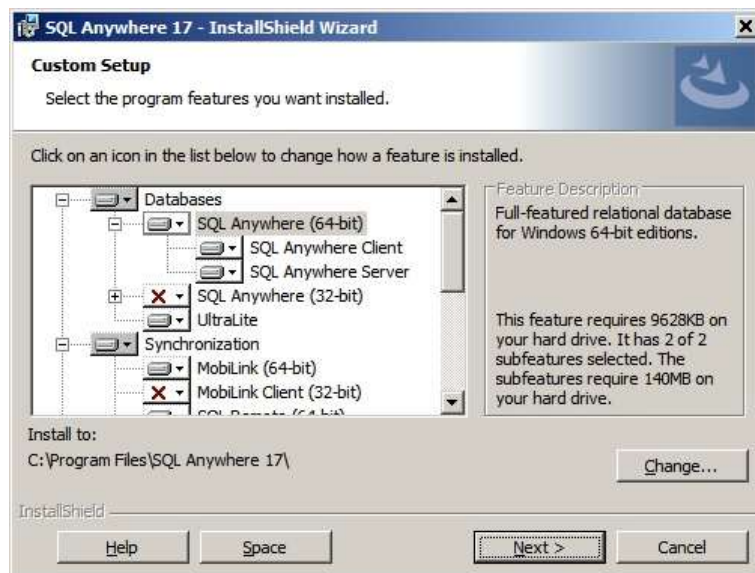 SQL Anywhere 17 - InstallShield Wizard
Custom Setup
Select the program features you want installed.
Click on an icon in the list below to change how a feature is installed.
Databases
SQL Anywhere (64-bit)
SQL Anywhere Client
SQL Anywhere Server
SQL Anywhere (32-bit)
UltraLite
Synchronization
MobiLink (64-bit)
MobiLink Client (32-bit)
SQL Remote (64-bit)
Feature Description
Full-featured relational database
for Windows 64-bit editions.
This feature requires 9628KB on
your hard drive. It has 2 of 2
subfeatures selected. The
subfeatures require 140MB on
your hard drive.
Install to:
C:\Program Files\SQL Anywhere 17\
Change...
InstallShield
Help
Space
Next >
Cancel